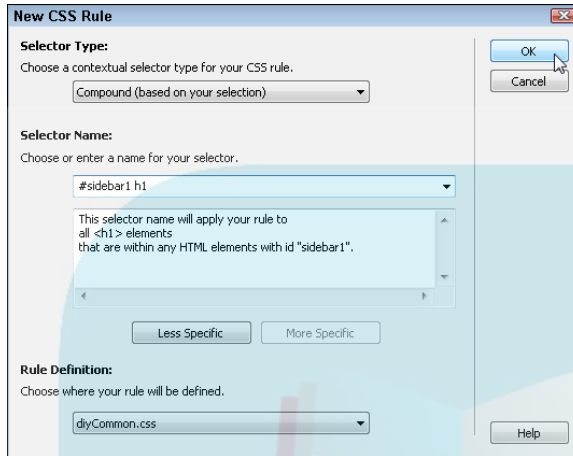 New CSS Rule
Selector Type:
Choose a contextual selector type for your CSS rule.
Compound (based on your selection)
OK
Cancel
Selector Name:
Choose or enter a name for your selector.
#sidebar1 h1
This selector name will apply your rule to
all <h1> elements
that are within any HTML elements with id "sidebar1".
Less Specific
More Specific
Rule Definition:
Choose where your rule will be defined.
diyCommon.css
Help